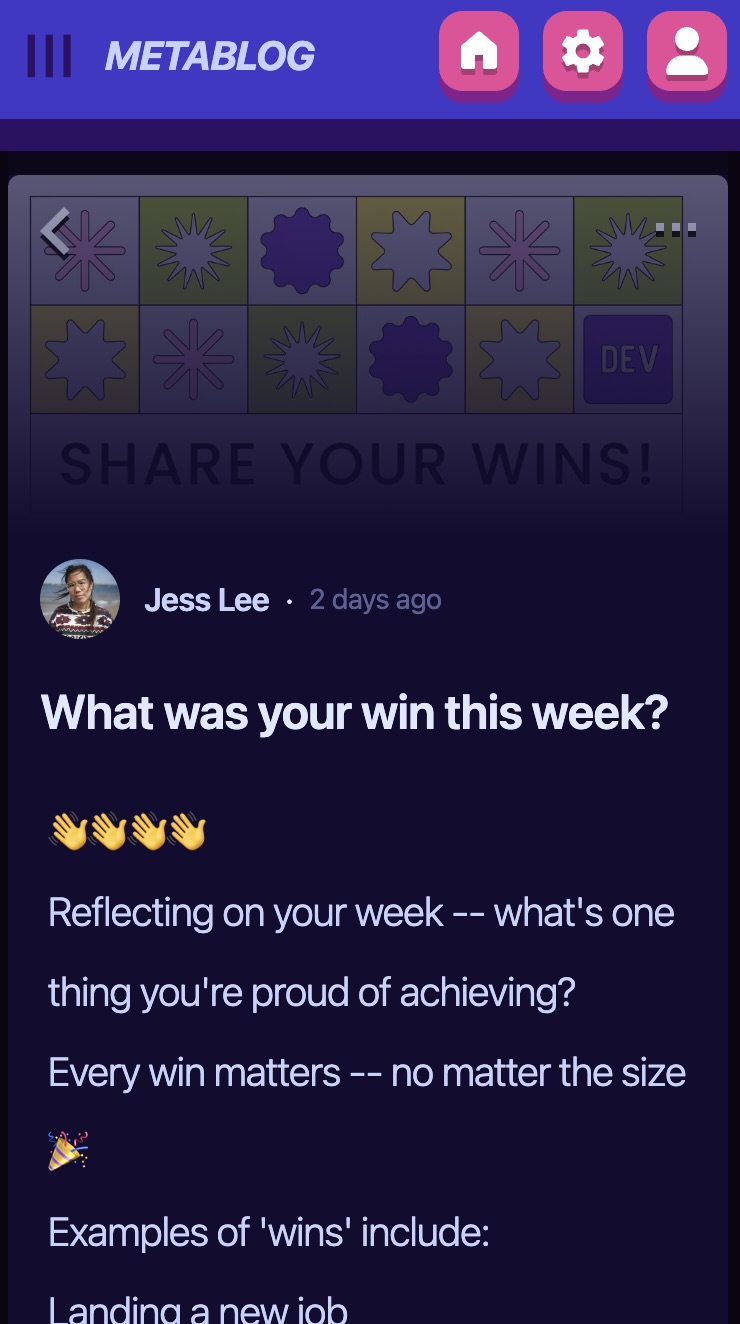 METABLOG
DEV
SHARE YOUR WINS!
Jess Lee · 2 days ago
What was your win this week?
👋👋👋👋
Reflecting on your week -- what's one
thing you're proud of achieving?
Every win matters -- no matter the size
🎉
Examples of 'wins' include:
Landing a new job